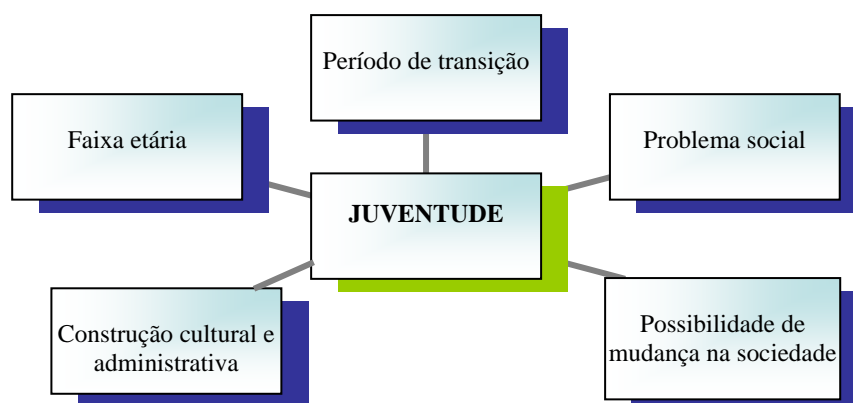 Período de transição
Faixa etária
Problema social
JUVENTUDE
Construção cultural e
administrativa
Possibilidade de
mudança na sociedade